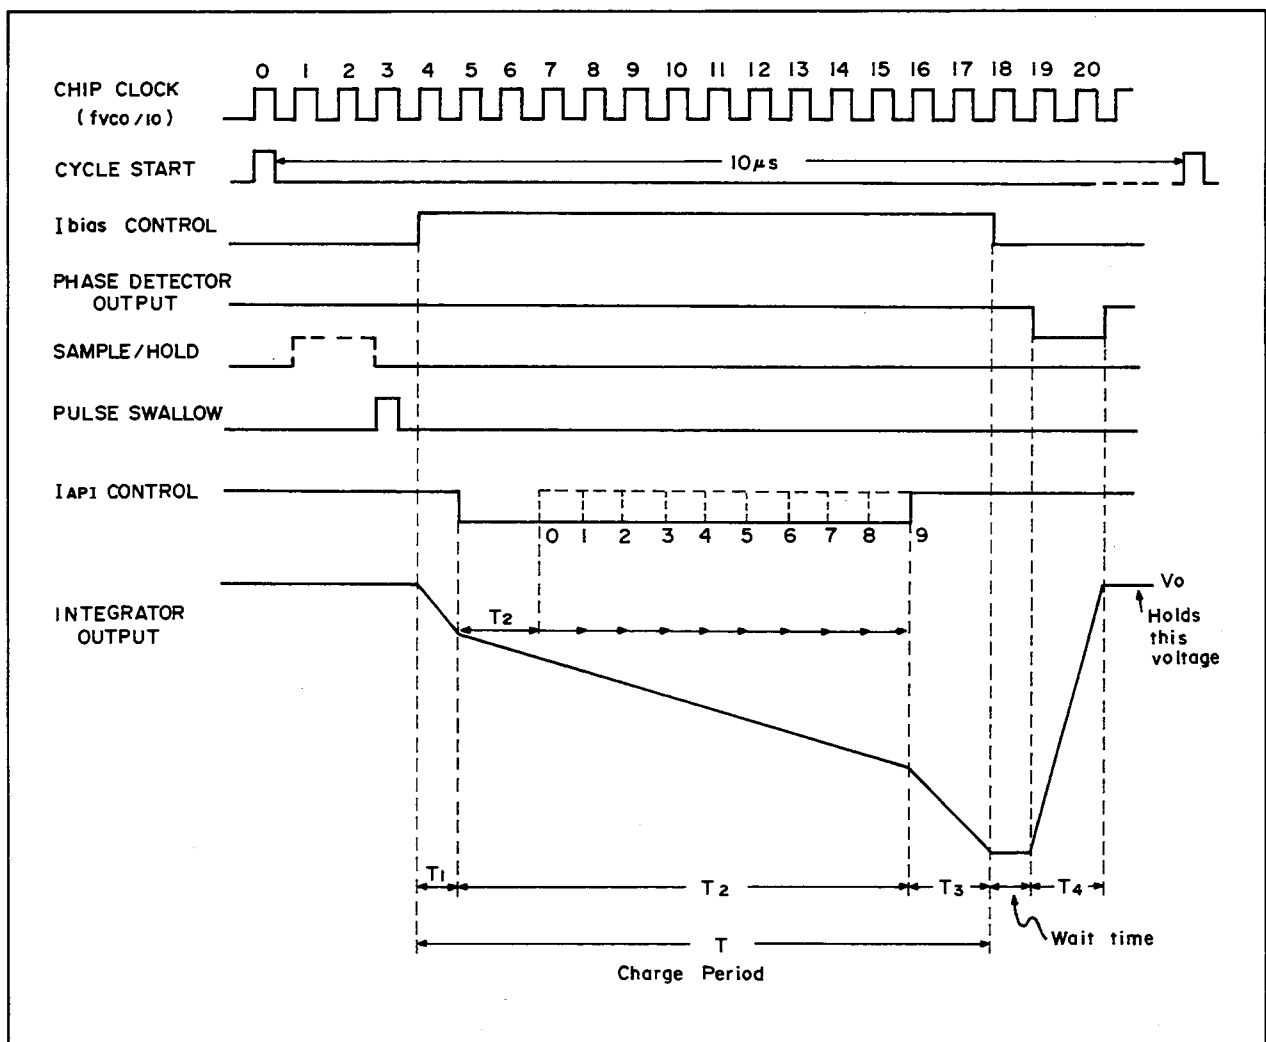 0 1 2 3 4 5 6 7 8 9 10 11 12 13 14 15 16 17 18 19 20
CHIP CLOCK
(fvco/10)
CYCLE START
10μs
Ibias CONTROL
PHASE DETECTOR
OUTPUT
SAMPLE/HOLD
PULSE SWALLOW
IAPI CONTROL
0 1 2 3 4 5 6 7 8 9
INTEGRATOR
OUTPUT
T2
Vo
Holds
this
voltage
T1
T2
T3
T4
T
Wait time
Charge Period